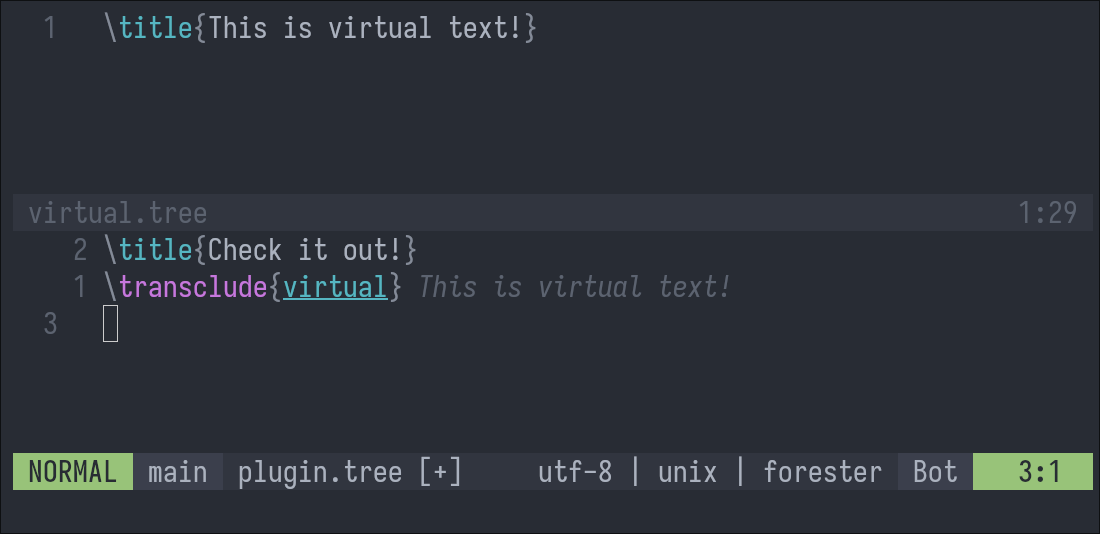 1 \title{This is virtual text!}
virtual.tree 1:29
2 \title{Check it out!}
1 \transclude{virtual} This is virtual text!
3
NORMAL main plugin.tree [+] utf-8 | unix | forester Bot 3:1